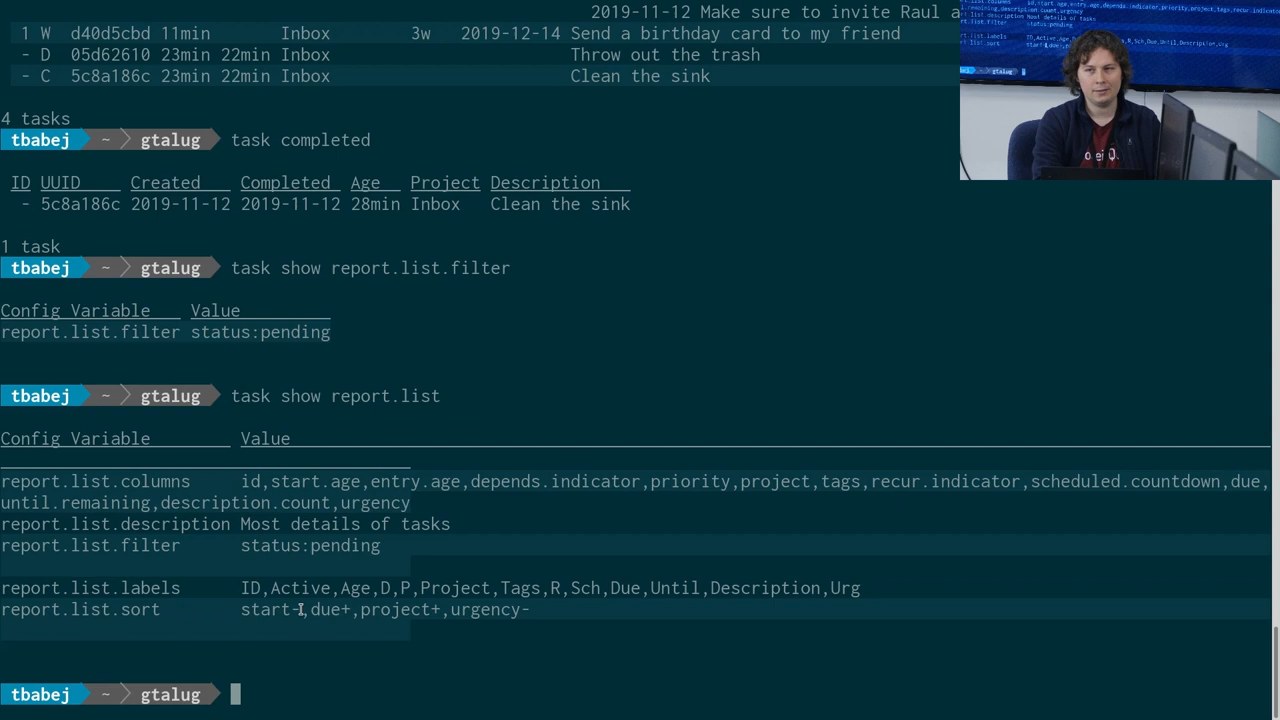 2019-11-12 Make sure to invite Raul a
1 W d40d5cbd 11min Inbox 3w 2019-12-14 Send a birthday card to my friend
- D 05d62610 23min 22min Inbox Throw out the trash
- C 5c8a186c 23min 22min Inbox Clean the sink
4 tasks
tbabej ~ gtalug task completed
ID UUID Created Completed Age Project Description
- 5c8a186c 2019-11-12 2019-11-12 28min Inbox Clean the sink
1 task
tbabej ~ gtalug task show report.list.filter
Config Variable Value
report.list.filter status:pending
tbabej ~ gtalug task show report.list
Config Variable Value
report.list.columns id,start.age,entry.age,depends.indicator,priority,project,tags,recur.indicator,scheduled.countdown,due,
until.remaining,description.count,urgency
report.list.description Most details of tasks
report.list.filter status:pending
report.list.labels ID,Active,Age,D,P,Project,Tags,R,Sch,Due,Until,Description,Urg
report.list.sort start-,due+,project+,urgency-
tbabej ~ gtalug